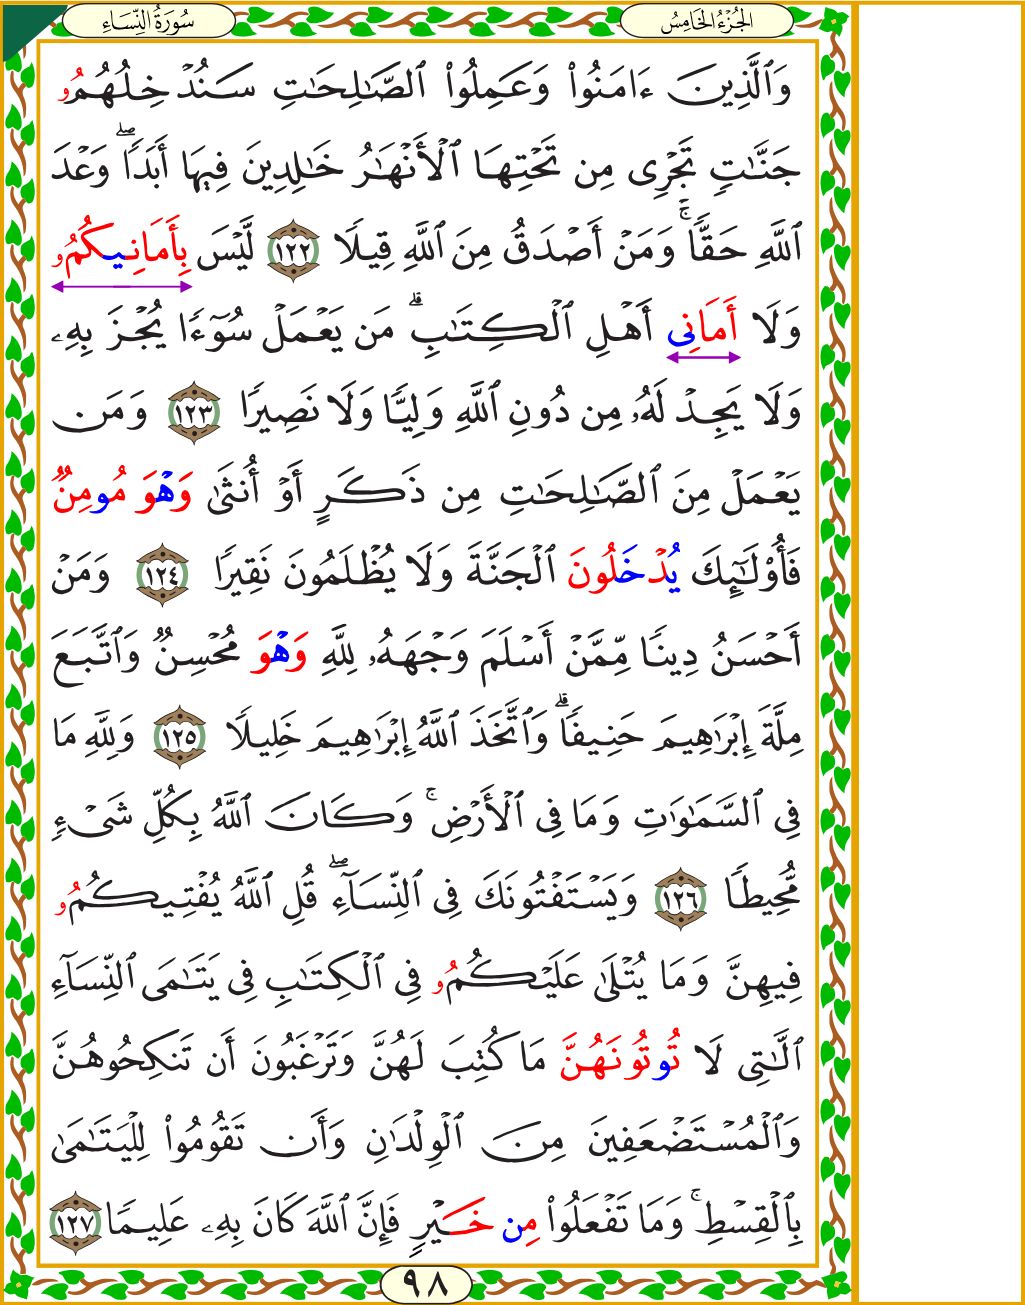 الجُزْءُ الخَامِسُ
سُورَةُ النِّسَاءِ
وَٱلَّذِينَ ءَامَنُواْ وَعَمِلُواْ ٱلصَّـٰلِحَـٰتِ سَنُدۡخِلُهُمُۥ
جَنَّـٰتٍ تَجۡرِى مِن تَحۡتِهَا ٱلۡأَنۡهَـٰرُ خَـٰلِدِينَ فِيهَا أَبَدًاۖ وَعۡدَ
ٱللَّهِ حَقًّاۚ وَمَنۡ أَصۡدَقُ مِنَ ٱللَّهِ قِيلًا ١٢٢ لَّيۡسَ بِأَمَانِيكُمُۥ
وَلَا أَمَانِى أَهۡلِ ٱلۡكِتَـٰبِۗ مَن يَعۡمَلۡ سُوٓءًا يُجۡزَ بِهِۦ
وَلَا يَجِدۡ لَهُۥ مِن دُونِ ٱللَّهِ وَلِيًّا وَلَا نَصِيرًا ١٢٣ وَمَن
يَعۡمَلۡ مِنَ ٱلصَّـٰلِحَـٰتِ مِن ذَكَرٍ أَوۡ أُنثَىٰ وَهۡوَ مُومِنٌ
فَأُوْلَـٰٓئِكَ يُدۡخَلُونَ ٱلۡجَنَّةَ وَلَا يُظۡلَمُونَ نَقِيرًا ١٢٤ وَمَنۡ
أَحۡسَنُ دِينًا مِّمَّنۡ أَسۡلَمَ وَجۡهَهُۥ لِلَّهِ وَهۡوَ مُحۡسِنٌ وَٱتَّبَعَ
مِلَّةَ إِبۡرَٰهِيمَ حَنِيفًاۗ وَٱتَّخَذَ ٱللَّهُ إِبۡرَٰهِيمَ خَلِيلًا ١٢٥ وَلِلَّهِ مَا
فِى ٱلسَّمَـٰوَٰتِ وَمَا فِى ٱلۡأَرۡضِۚ وَكَانَ ٱللَّهُ بِكُلِّ شَىۡءٍ
مُّحِيطًا ١٢٦ وَيَسۡتَفۡتُونَكَ فِى ٱلنِّسَآءِۖ قُلِ ٱللَّهُ يُفۡتِيكُمُۥ
فِيهِنَّ وَمَا يُتۡلَىٰ عَلَيۡكُمُۥ فِى ٱلۡكِتَـٰبِ فِى يَتَـٰمَى ٱلنِّسَآءِ
ٱلَّـٰتِى لَا تُوتُونَهُنَّ مَا كُتِبَ لَهُنَّ وَتَرۡغَبُونَ أَن تَنكِحُوهُنَّ
وَٱلۡمُسۡتَضۡعَفِينَ مِنَ ٱلۡوِلۡدَٰنِ وَأَن تَقُومُواْ لِلۡيَتَـٰمَىٰ
بِٱلۡقِسۡطِۚ وَمَا تَفۡعَلُواْ مِن خَيۡرٍ فَإِنَّ ٱللَّهَ كَانَ بِهِۦ عَلِيمًا ١٢٧
٩٨